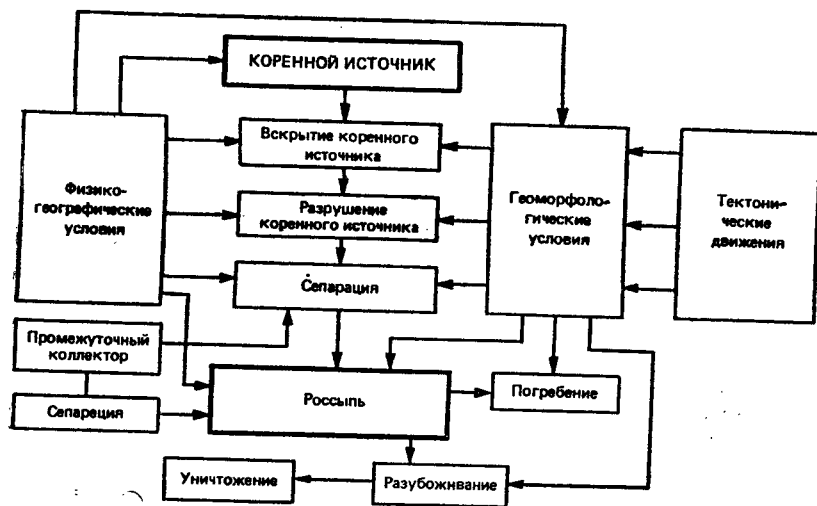 КОРЕННОЙ ИСТОЧНИК
Вскрытие коренного
источника
Физико-
географические
условия
Разрушение
коренного источника
Геоморфоло-
гические
условия
Тектони-
ческие
движения
Сепарация
Промежуточный
коллектор
Сепареция
Россыпь
Погребение
Уничтожение
Разубоживание